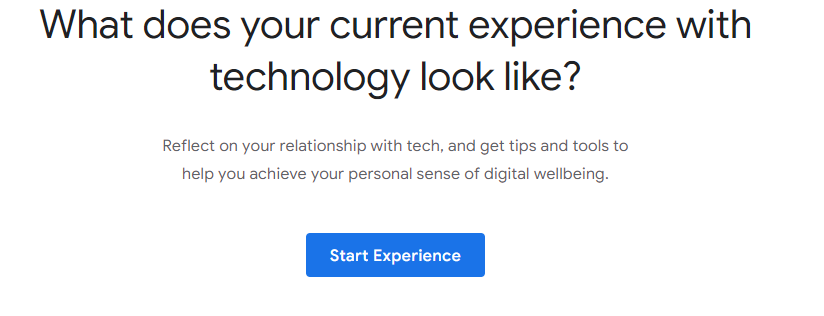 What does your current experience with
technology look like?
Reflect on your relationship with tech, and get tips and tools to
help you achieve your personal sense of digital wellbeing.
Start Experience